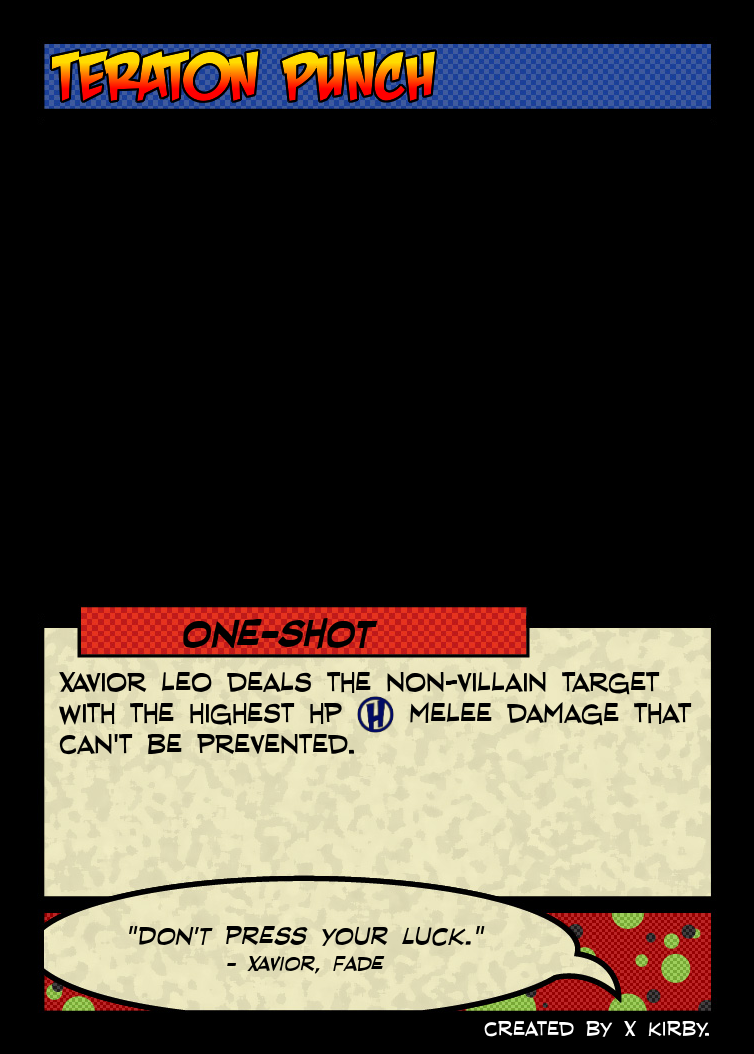 TERATON PUNCH
ONE-SHOT
XAVIOR LEO DEALS THE NON-VILLAIN TARGET
WITH THE HIGHEST HP H MELEE DAMAGE THAT
CAN'T BE PREVENTED.
"DON'T PRESS YOUR LUCK."
- XAVIOR, FADE
CREATED BY X KIRBY.